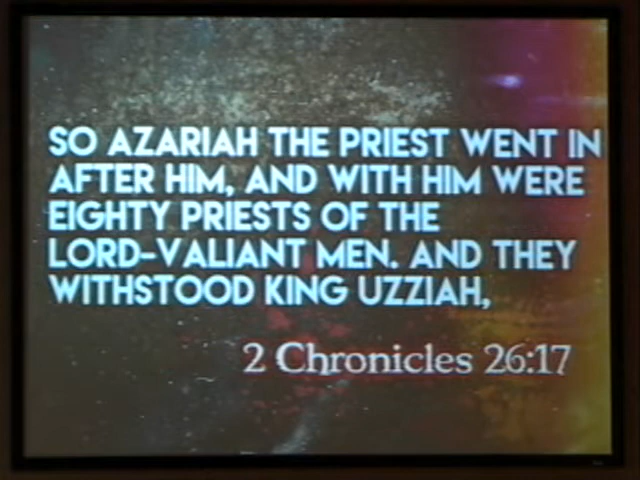 SO AZARIAH THE PRIEST WENT IN
AFTER HIM, AND WITH HIM WERE
EIGHTY PRIESTS OF THE
LORD-VALIANT MEN. AND THEY
WITHSTOOD KING UZZIAH,
2 Chronicles 26:17